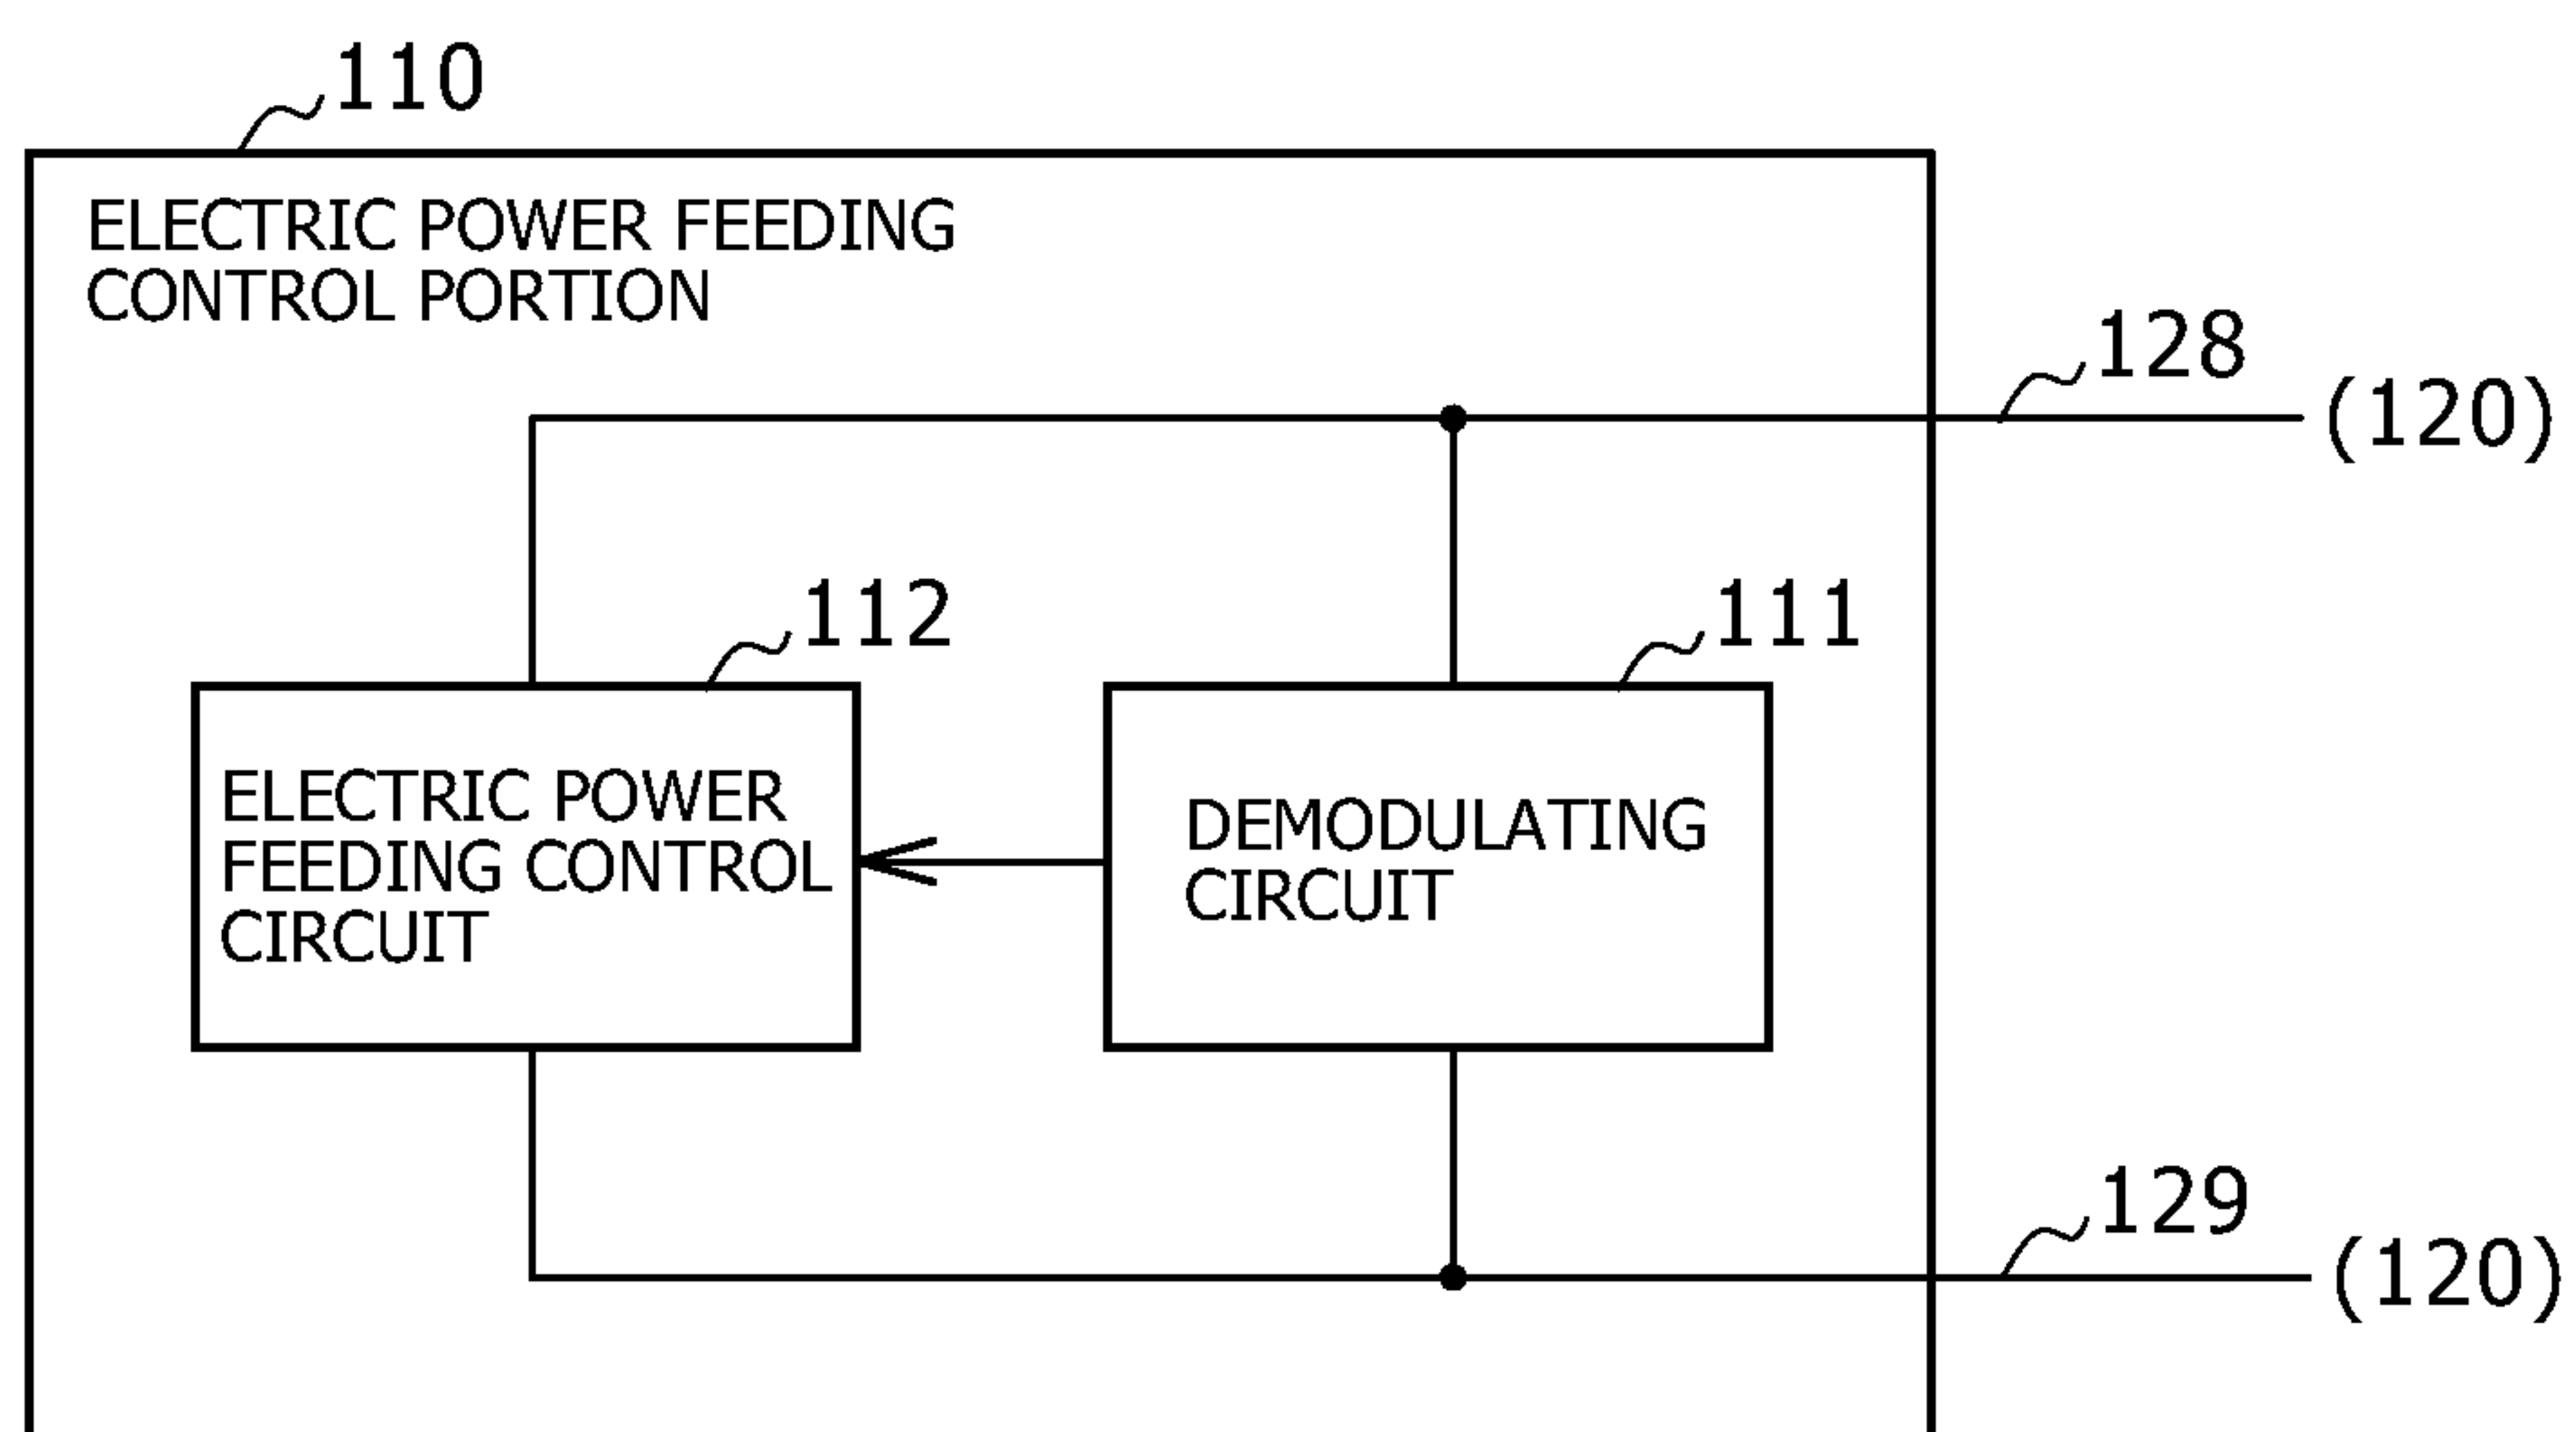 110
ELECTRIC POWER FEEDING
CONTROL PORTION
128
(120)
112
111
ELECTRIC POWER
FEEDING CONTROL
CIRCUIT
DEMODULATING
CIRCUIT
129
(120)